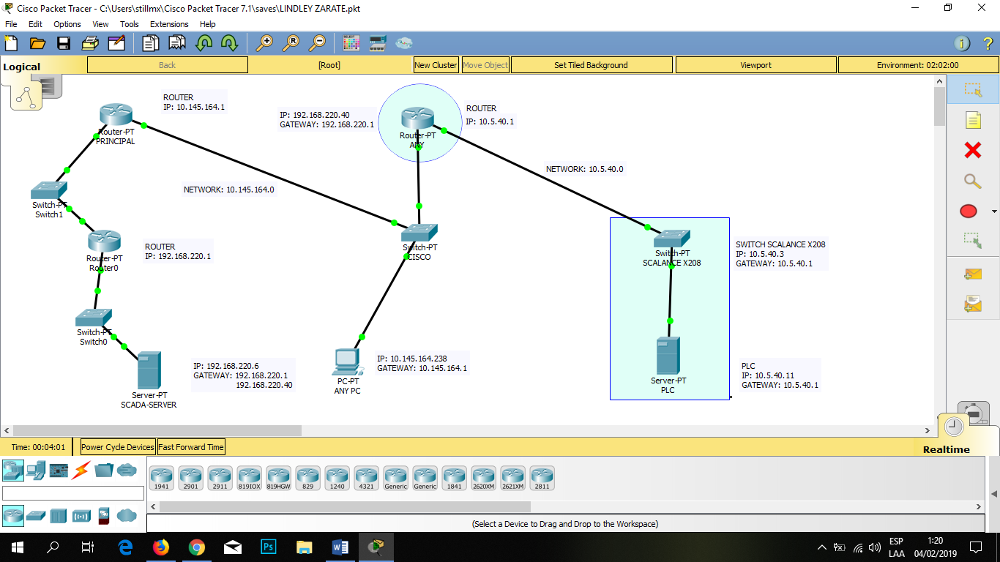 Cisco Packet Tracer - C:\Users\stillmx\Cisco Packet Tracer 7.1\saves\LINDLEY ZARATE.pkt
File Edit Options View Tools Extensions Help
Logical
Back
[Root]
New Cluster
Move Object
Set Tiled Background
Viewport
Environment: 02:02:00
ROUTER
IP: 10.145.164.1
Router-PT
PRINCIPAL
IP: 192.168.220.40
GATEWAY: 192.168.220.1
Router-PT
ANY
ROUTER
IP: 10.5.40.1
NETWORK: 10.5.40.0
NETWORK: 10.145.164.0
Switch-PT
Switch1
Router-PT
Router0
ROUTER
IP: 192.168.220.1
Switch-PT
CISCO
Switch-PT
SCALANCE X208
SWITCH SCALANCE X208
IP: 10.5.40.3
GATEWAY: 10.5.40.1
Switch-PT
Switch0
Server-PT
SCADA-SERVER
IP: 192.168.220.6
GATEWAY: 192.168.220.1
192.168.220.40
PC-PT
ANY PC
IP: 10.145.164.238
GATEWAY: 10.145.164.1
Server-PT
PLC
PLC
IP: 10.5.40.11
GATEWAY: 10.5.40.1
Time: 00:04:01
Power Cycle Devices
Fast Forward Time
Realtime
1941
2901
2911
819IOX
819HGW
829
1240
4321
Generic
Generic
1841
2620XM
2621XM
2811
(Select a Device to Drag and Drop to the Workspace)
ESP
LAA
1:20
04/02/2019